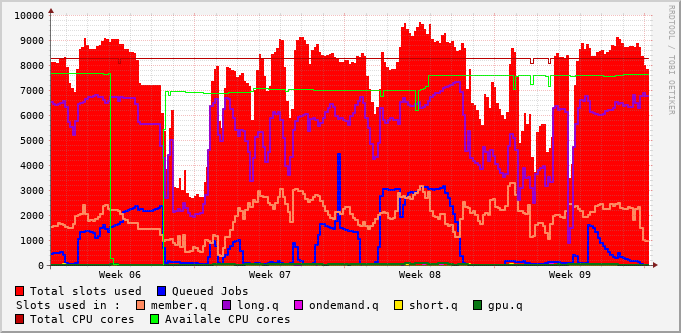 RRDTOOL / TOBI OETIKER
10000
9000
8000
7000
6000
5000
4000
3000
2000
1000
0
Week 06 Week 07 Week 08 Week 09
Total slots used Queued Jobs
Slots used in : member.q long.q ondemand.q short.q gpu.q
Total CPU cores Availale CPU cores